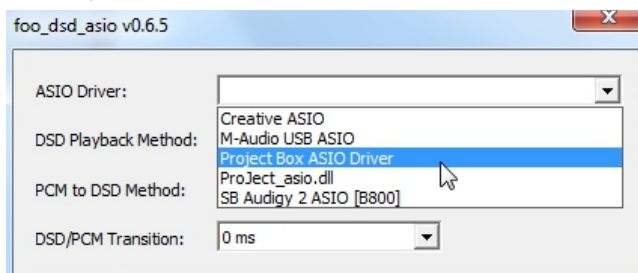 foo_dsd_asio v0.6.5
ASIO Driver:
Creative ASIO
M-Audio USB ASIO
DSD Playback Method:
Project Box ASIO Driver
ProJect_asio.dll
PCM to DSD Method:
SB Audigy 2 ASIO [B800]
DSD/PCM Transition: 0 ms